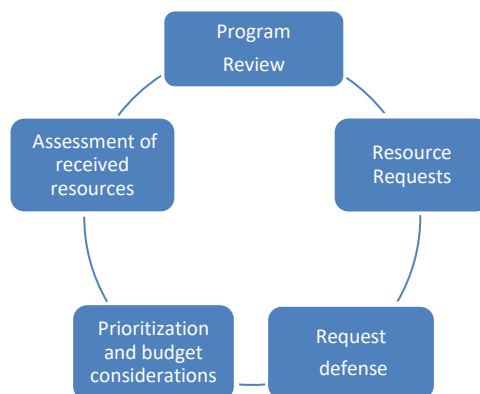 Program
Review
Resource
Requests
Request
defense
Prioritization
and budget
considerations
Assessment of
received
resources